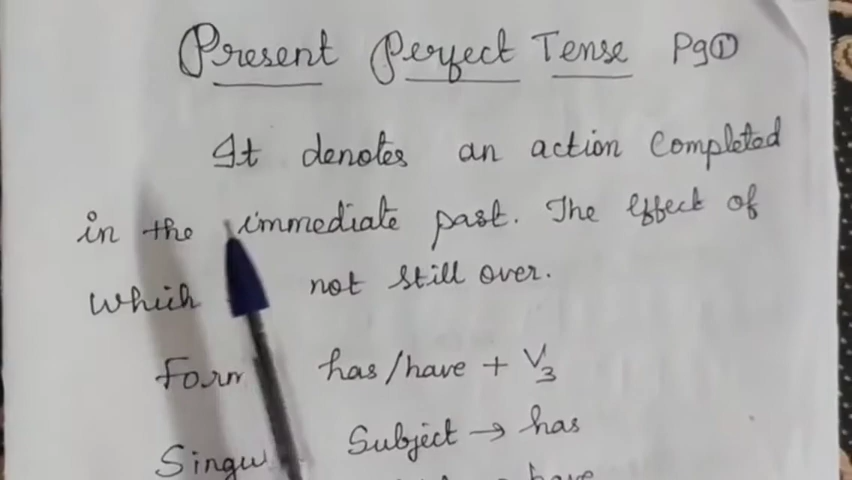 Present Perfect Tense Pg①
It denotes an action Completed
in the immediate past. The effect of
which not still over.
Form has/have + V3
Subject → has
have